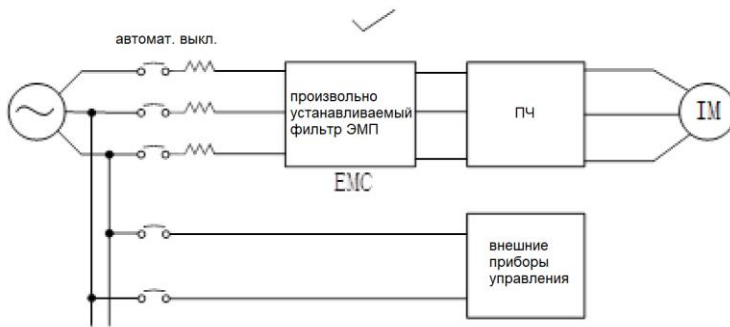 автомат. выкл.
произвольно
устанавливаемый
фильтр ЭМП
ПЧ
IM
EMC
внешние
приборы
управления